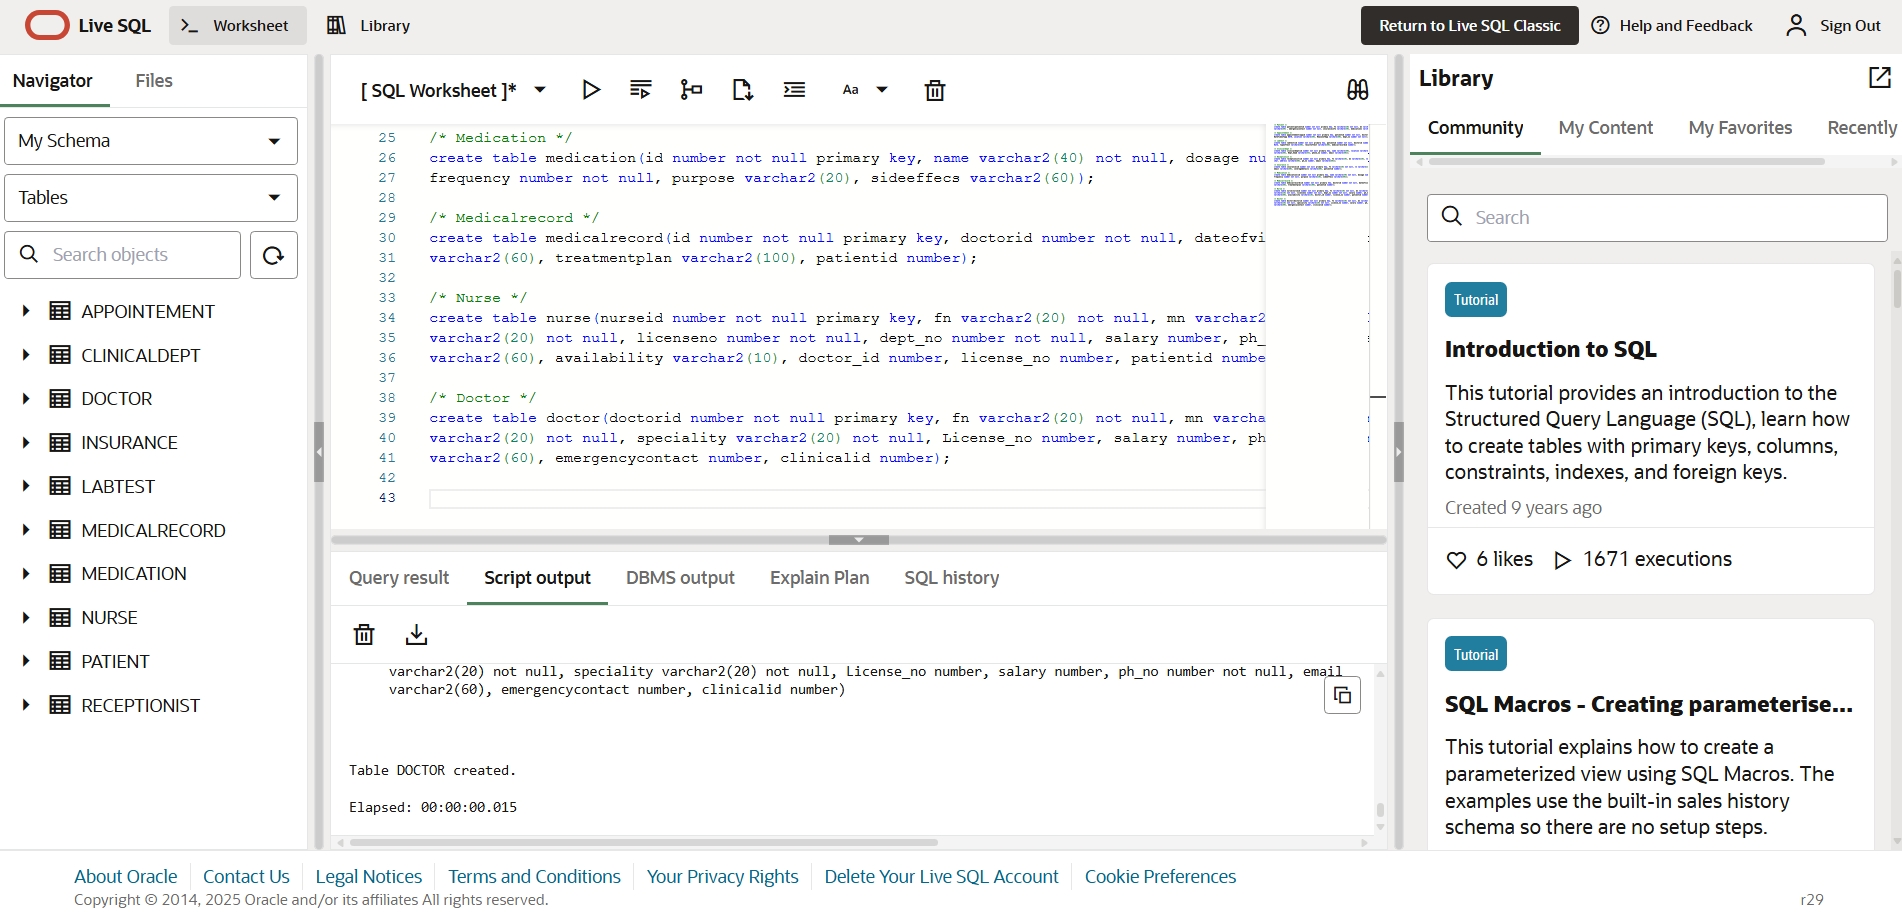 Live SQL
Worksheet
Library
Return to Live SQL Classic
Help and Feedback
Sign Out
Navigator
Files
My Schema
Tables
Search objects
APPOINTEMENT
CLINICALDEPT
DOCTOR
INSURANCE
LABTEST
MEDICALRECORD
MEDICATION
NURSE
PATIENT
RECEPTIONIST
[ SQL Worksheet ]*
Aa
25 /* Medication */
26 create table medication(id number not null primary key, name varchar2(40) not null, dosage nu
27 frequency number not null, purpose varchar2(20), sideeffecs varchar2(60));
28
29 /* Medicalrecord */
30 create table medicalrecord(id number not null primary key, doctorid number not null, dateofvi
31 varchar2(60), treatmentplan varchar2(100), patientid number);
32
33 /* Nurse */
34 create table nurse(nurseid number not null primary key, fn varchar2(20) not null, mn varchar2
35 varchar2(20) not null, licenseno number not null, dept_no number not null, salary number, ph_
36 varchar2(60), availability varchar2(10), doctor_id number, license_no number, patientid numbe
37
38 /* Doctor */
39 create table doctor(doctorid number not null primary key, fn varchar2(20) not null, mn varcha
40 varchar2(20) not null, speciality varchar2(20) not null, License_no number, salary number, ph
41 varchar2(60), emergencycontact number, clinicalid number);
42
43
Query result
Script output
DBMS output
Explain Plan
SQL history
varchar2(20) not null, speciality varchar2(20) not null, License_no number, salary number, ph_no number not null, email
varchar2(60), emergencycontact number, clinicalid number)
Table DOCTOR created.
Elapsed: 00:00:00.015
Library
Community
My Content
My Favorites
Recently
Search
Tutorial
Introduction to SQL
This tutorial provides an introduction to the
Structured Query Language (SQL), learn how
to create tables with primary keys, columns,
constraints, indexes, and foreign keys.
Created 9 years ago
6 likes
1671 executions
Tutorial
SQL Macros - Creating parameterise...
This tutorial explains how to create a
parameterized view using SQL Macros. The
examples use the built-in sales history
schema so there are no setup steps.
About Oracle
Contact Us
Legal Notices
Terms and Conditions
Your Privacy Rights
Delete Your Live SQL Account
Cookie Preferences
Copyright © 2014, 2025 Oracle and/or its affiliates All rights reserved.
r29